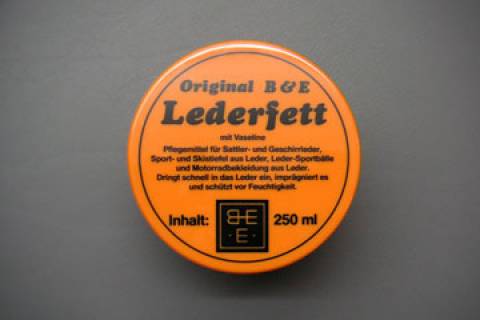 Original B&E
Lederfett
mit Vaseline
Pflegemittel für Sattler- und Geschirrleder,
Sport- und Skistiefel aus Leder, Leder-Sportbälle
und Motorradbekleidung aus Leder.
Dringt schnell in das Leder ein, imprägniert es
und schützt vor Feuchtigkeit.
Inhalt: 250 ml
B E
· E ·